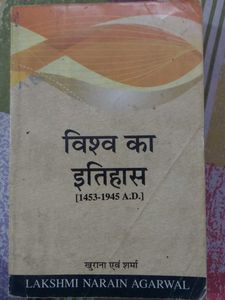 विश्व का
इतिहास
[1453-1945 A.D.]
खुराना एवं शर्मा
LAKSHMI NARAIN AGARWAL